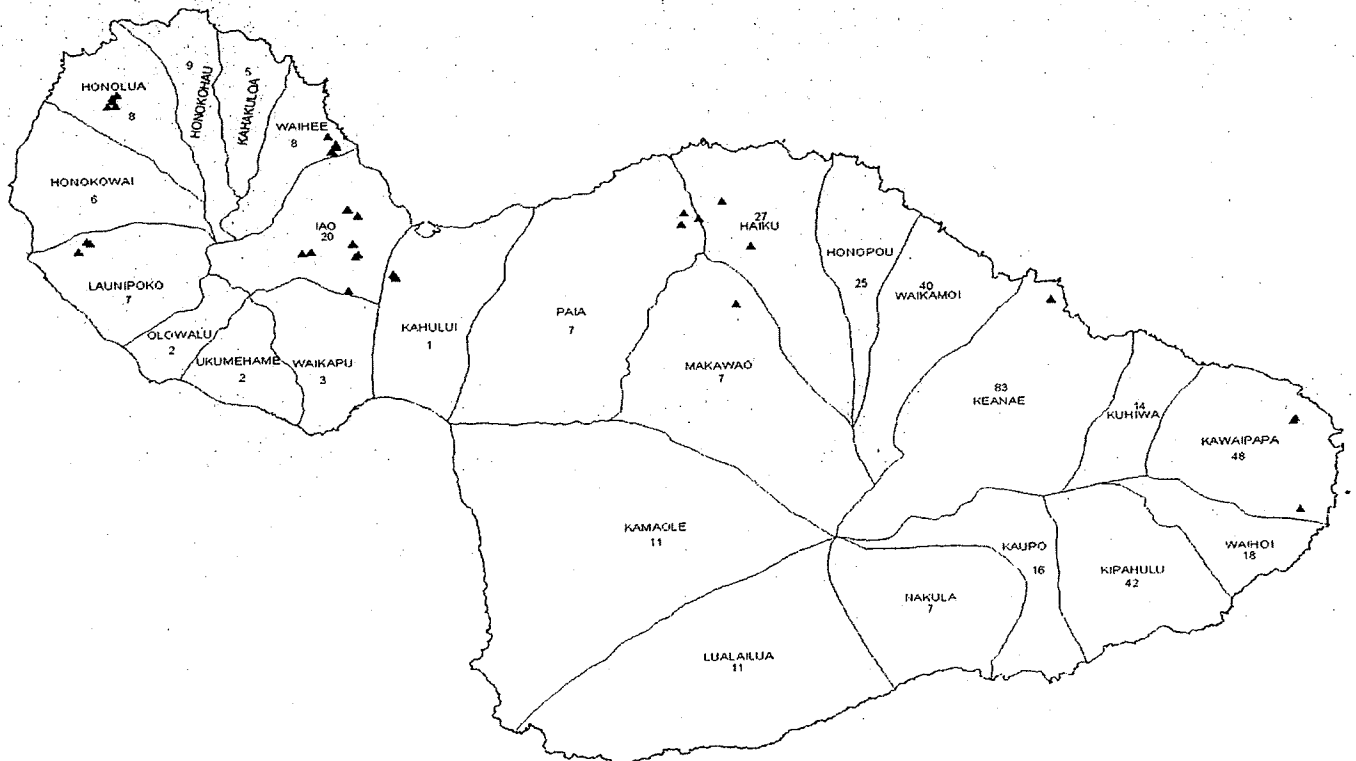 HONOLUA
8
9
HONOKOHAU
5
KAHAKULOA
WAIHEE
8
HONOKOWAI
6
IAO
20
LAUNIPOKO
7
OLOWALU
2
UKUMEHAME
2
WAIKAPU
3
KAHULUI
1
PAIA
7
27
HAIKU
HONOPOU
25
40
WAIKAMOI
MAKAWAO
7
83
KEANAE
14
KUHIWA
KAWAIPAPA
48
KAMAOLE
11
KAUPO
16
KIPAHULU
42
WAIHOI
18
NAKULA
7
LUALAILUA
11